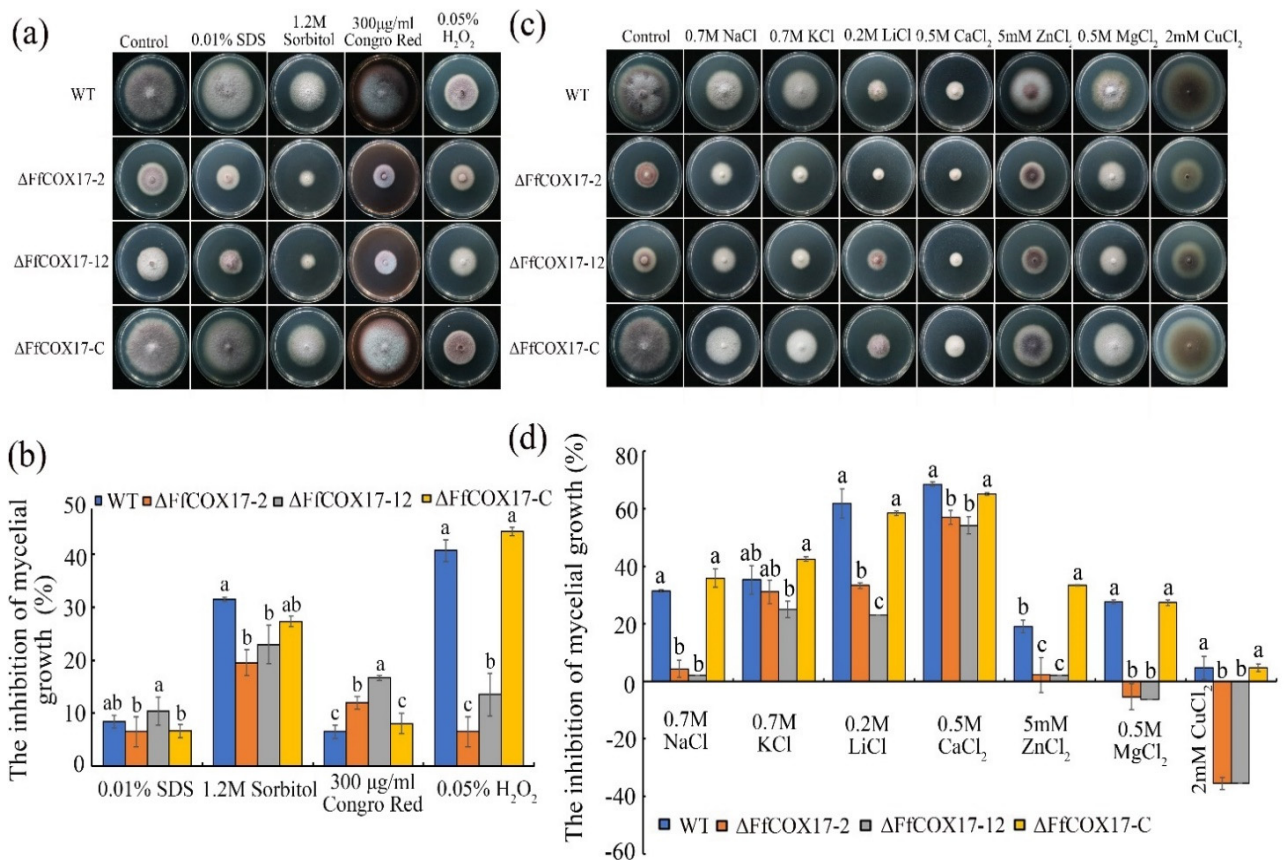 (a)
Control
0.01% SDS
1.2M
Sorbitol
300μg/ml
Congro Red
0.05%
H₂O₂
WT
ΔFfCOX17-2
ΔFfCOX17-12
ΔFfCOX17-C
(c)
Control
0.7M NaCl
0.7M KCl
0.2M LiCl
0.5M CaCl₂
5mM ZnCl₂
0.5M MgCl₂
2mM CuCl₂
WT
ΔFfCOX17-2
ΔFfCOX17-12
ΔFfCOX17-C
(b)
The inhibition of mycelial
growth (%)
WT ΔFfCOX17-2 ΔFfCOX17-12 ΔFfCOX17-C
50
40
30
20
10
0
ab b a b
a b b ab
c b a c
a c b a
0.01% SDS
1.2M Sorbitol
300 μg/ml
Congro Red
0.05% H₂O₂
(d)
The inhibition of mycelial growth (%)
80
60
40
20
0
-20
-40
-60
a b b a
ab ab b a
a b c a
a b b a
b c c a
a b b a
a b b a
0.7M
NaCl
0.7M
KCl
0.2M
LiCl
0.5M
CaCl₂
5mM
ZnCl₂
0.5M
MgCl₂
2mM CuCl₂
WT ΔFfCOX17-2 ΔFfCOX17-12 ΔFfCOX17-C